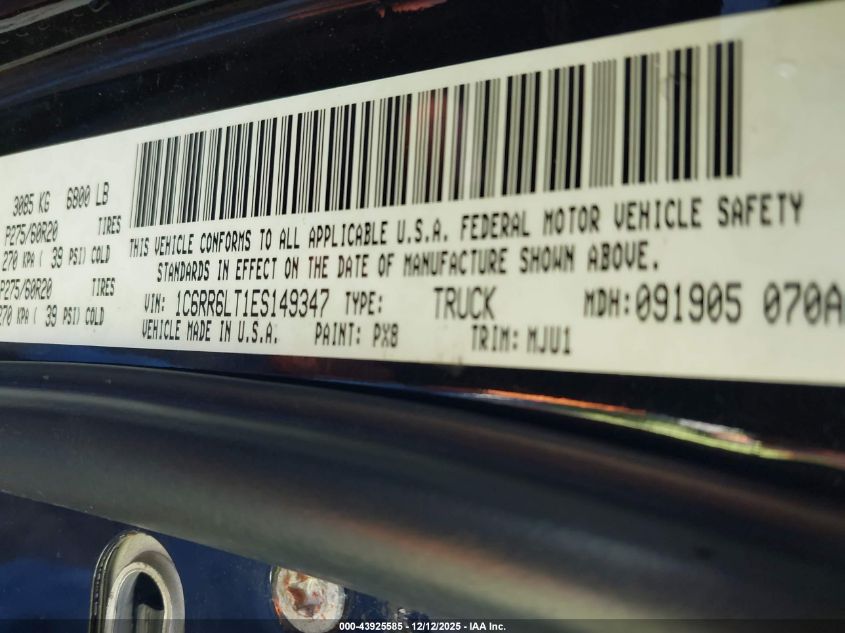 3085 KG 6800 LB
P275/60R20 TIRES
270 KPA ( 39 PSI) COLD
P275/60R20 TIRES
270 KPA ( 39 PSI) COLD
THIS VEHICLE CONFORMS TO ALL APPLICABLE U.S.A. FEDERAL MOTOR VEHICLE SAFETY
STANDARDS IN EFFECT ON THE DATE OF MANUFACTURE SHOWN ABOVE.
VIN: 1C6RR6LT1ES149347 TYPE: TRUCK MDH: 091905 070A
VEHICLE MADE IN U.S.A. PAINT: PX8 TRIM: MJU1
000-43925585 - 12/12/2025 - IAA Inc.